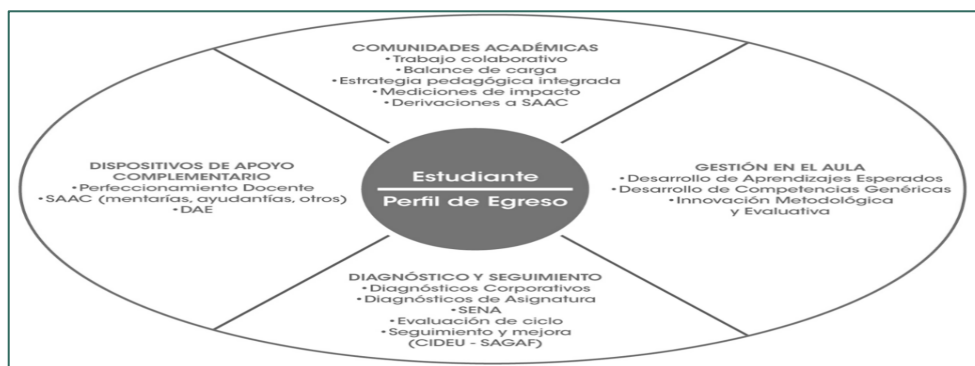 COMUNIDADES ACADÉMICAS
•Trabajo colaborativo
•Balance de carga
•Estrategia pedagógica integrada
•Mediciones de impacto
•Derivaciones a SAAC
DISPOSITIVOS DE APOYO
COMPLEMENTARIO
•Perfeccionamiento Docente
•SAAC (mentarías, ayudantías, otros)
•DAE
Estudiante
Perfil de Egreso
GESTIÓN EN EL AULA
•Desarrollo de Aprendizajes Esperados
•Desarrollo de Competencias Genéricas
•Innovación Metodológica
y Evaluativa
DIAGNÓSTICO Y SEGUIMIENTO
•Diagnósticos Corporativos
•Diagnósticos de Asignatura
•SENA
•Evaluación de ciclo
•Seguimiento y mejora
(CIDEU - SAGAF)